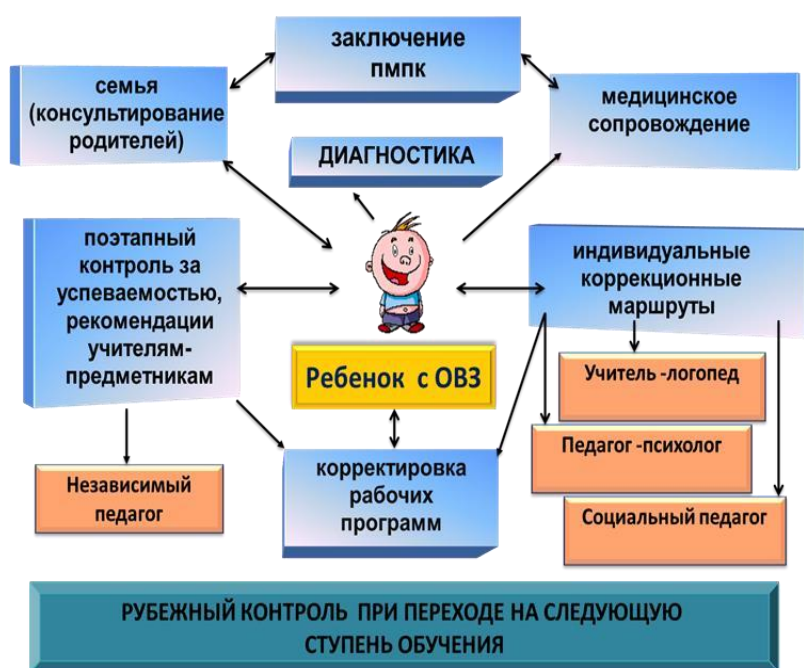 заключение
пмпк
семья
(консультирование
родителей)
медицинское
сопровождение
ДИАГНОСТИКА
поэтапный
контроль за
успеваемостью,
рекомендации
учителям-
предметникам
индивидуальные
коррекционные
маршруты
Ребенок с ОВЗ
Учитель -логопед
Педагог -психолог
Социальный педагог
Независимый
педагог
корректировка
рабочих
программ
РУБЕЖНЫЙ КОНТРОЛЬ ПРИ ПЕРЕХОДЕ НА СЛЕДУЮЩУЮ
СТУПЕНЬ ОБУЧЕНИЯ